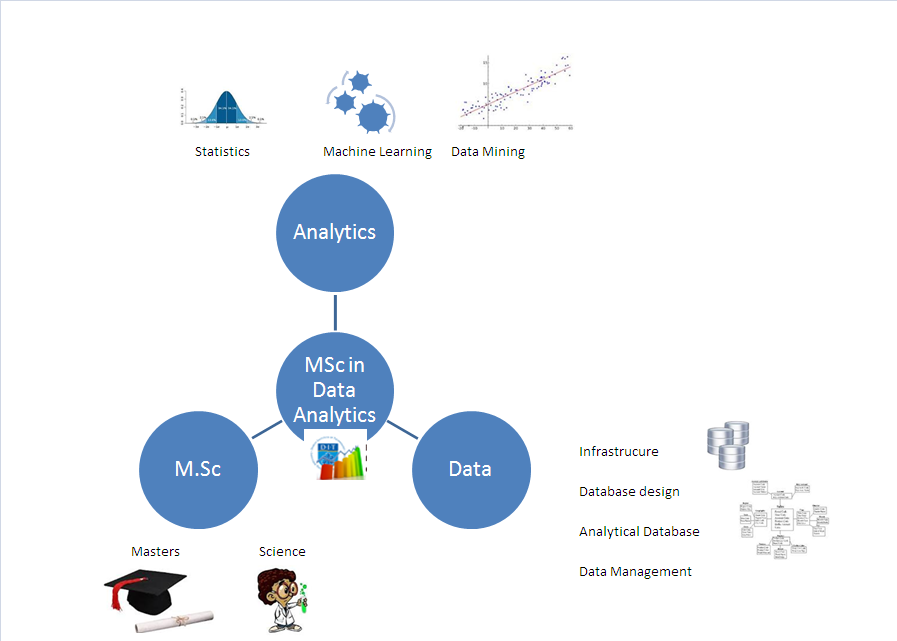 Statistics
Machine Learning
Data Mining
Analytics
MSc in
Data
Analytics
DIT
M.Sc
Data
Masters
Science
Infrastrucure
Database design
Analytical Database
Data Management